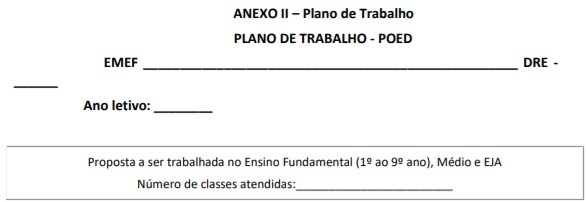 ANEXO II – Plano de Trabalho
PLANO DE TRABALHO - POED
EMEF ______________________________________________________ DRE -
______
Ano letivo: ________
Proposta a ser trabalhada no Ensino Fundamental (1º ao 9º ano), Médio e EJA
Número de classes atendidas:________________________